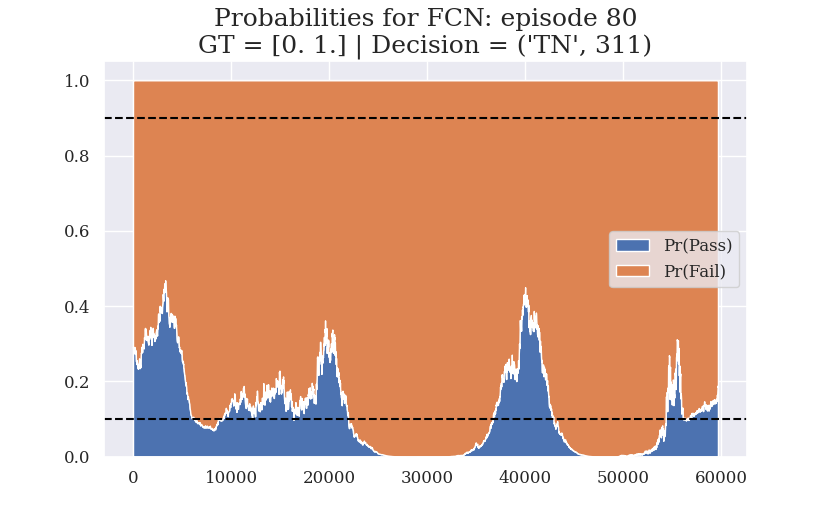 Probabilities for FCN: episode 80
GT = [0. 1.] | Decision = ('TN', 311)
1.0
0.8
0.6
0.4
0.2
0.0
Pr(Pass)
Pr(Fail)
0 10000 20000 30000 40000 50000 60000